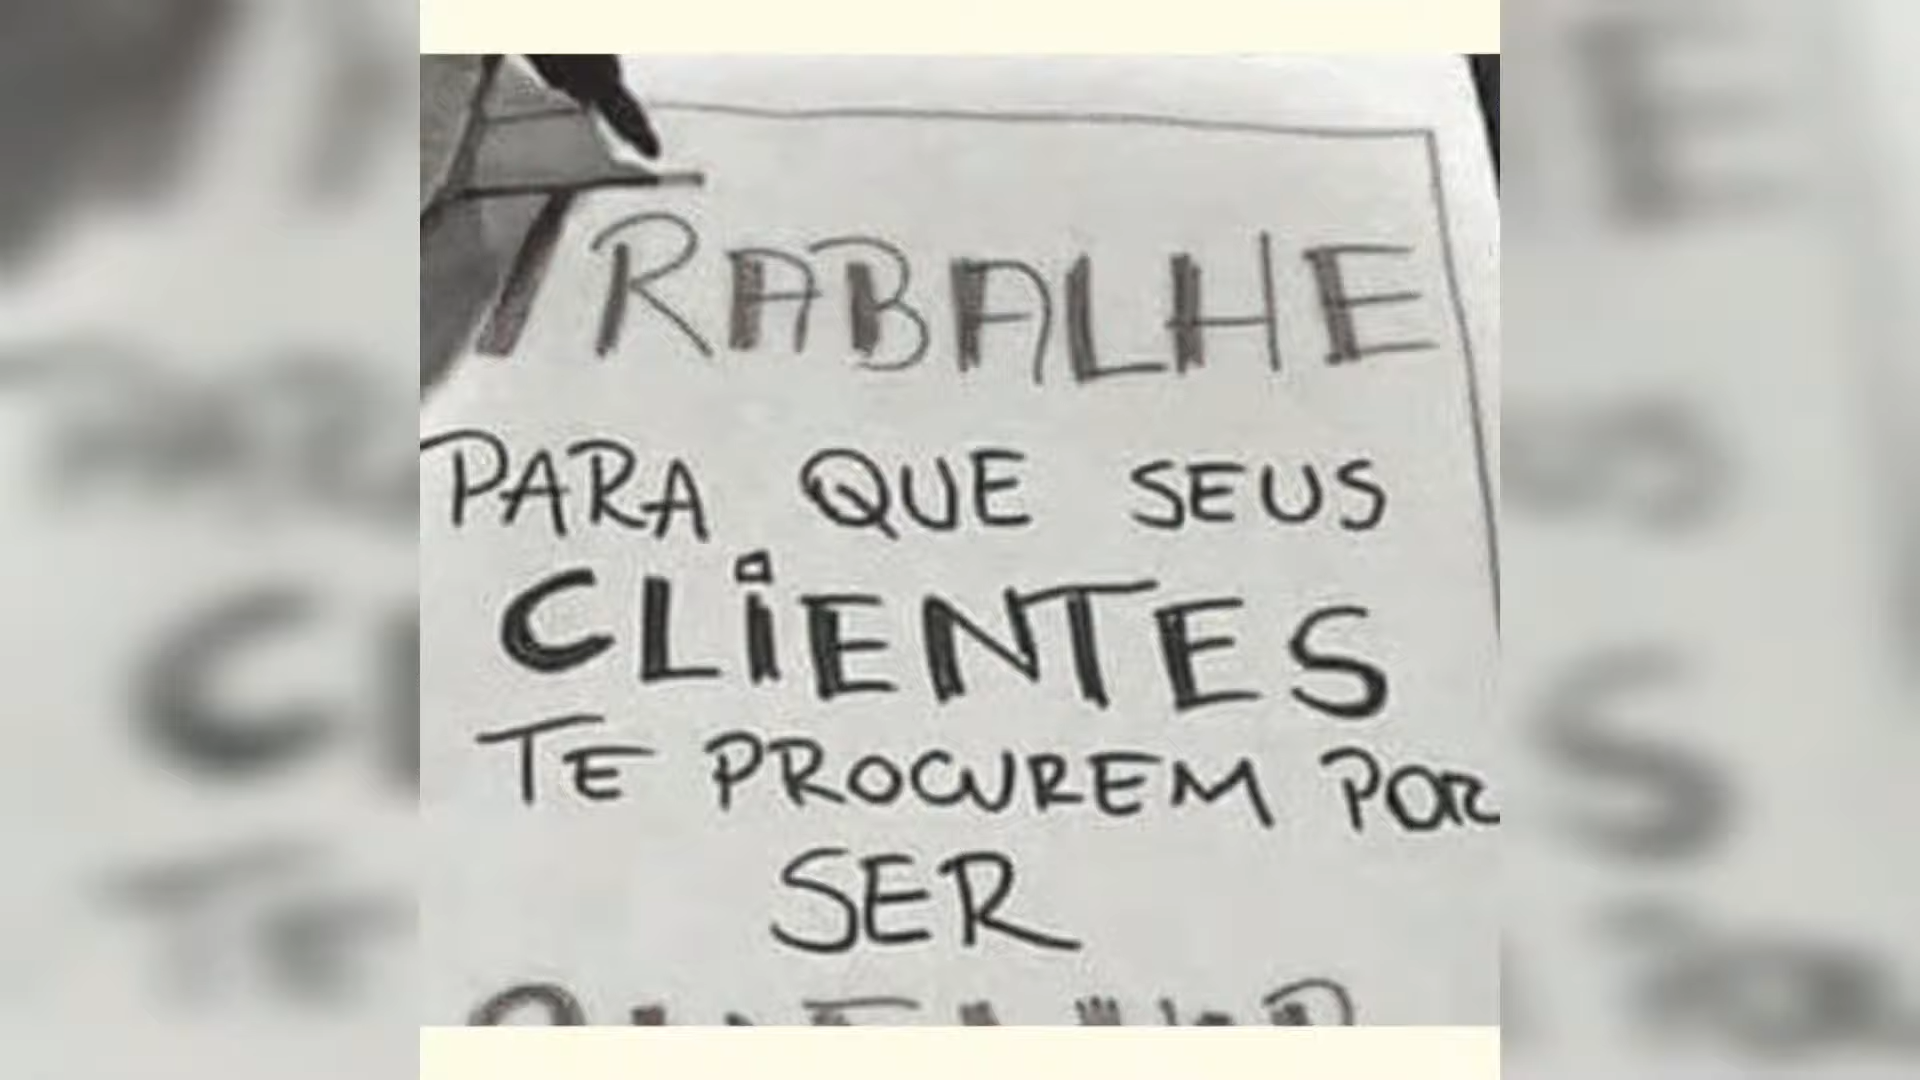 TRABALHE
PARA QUE SEUS
CLiENTES
TE PROCUREM POR
SER